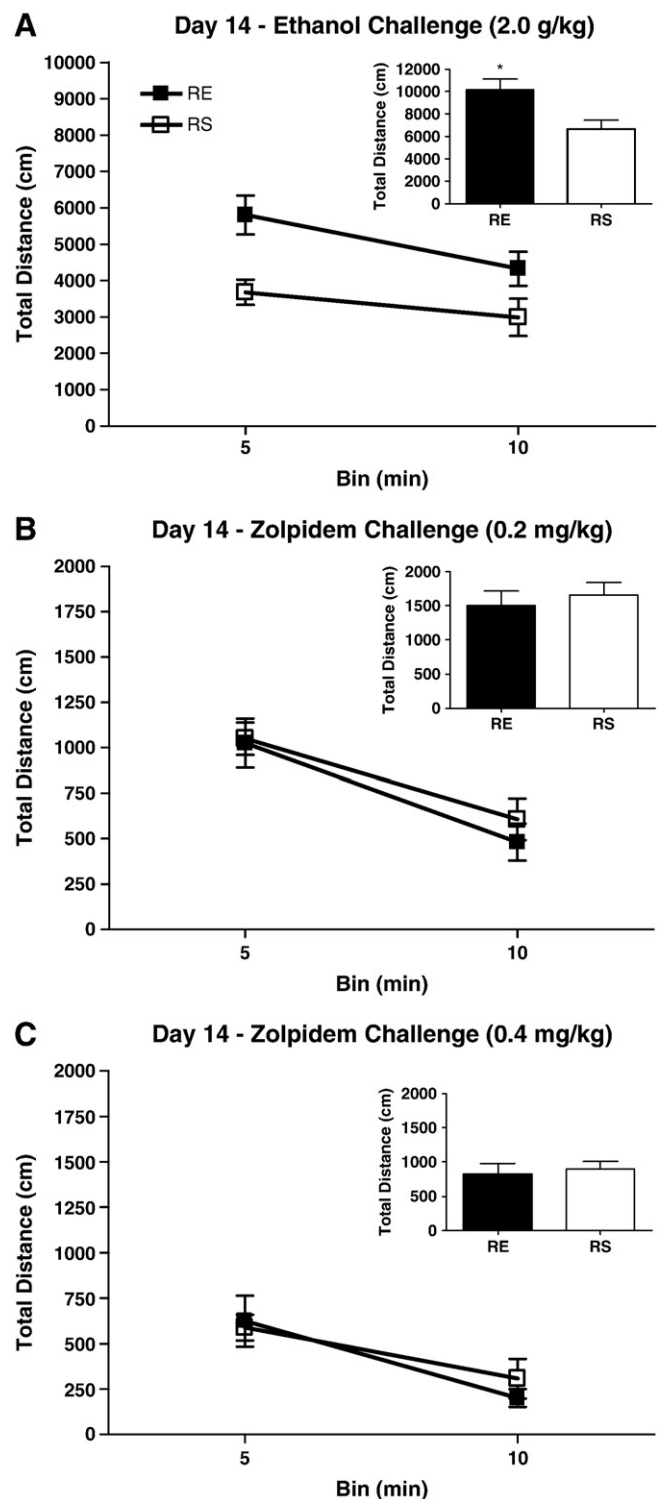 A
Day 14 - Ethanol Challenge (2.0 g/kg)
Total Distance (cm)
10000
9000
8000
7000
6000
5000
4000
3000
2000
1000
0
RE
RS
5
10
Bin (min)
Total Distance (cm)
12000
10000
8000
6000
4000
2000
0
*
RE
RS
B
Day 14 - Zolpidem Challenge (0.2 mg/kg)
Total Distance (cm)
2000
1750
1500
1250
1000
750
500
250
0
5
10
Bin (min)
Total Distance (cm)
2000
1500
1000
500
0
RE
RS
C
Day 14 - Zolpidem Challenge (0.4 mg/kg)
Total Distance (cm)
2000
1750
1500
1250
1000
750
500
250
0
5
10
Bin (min)
Total Distance (cm)
2000
1500
1000
500
0
RE
RS